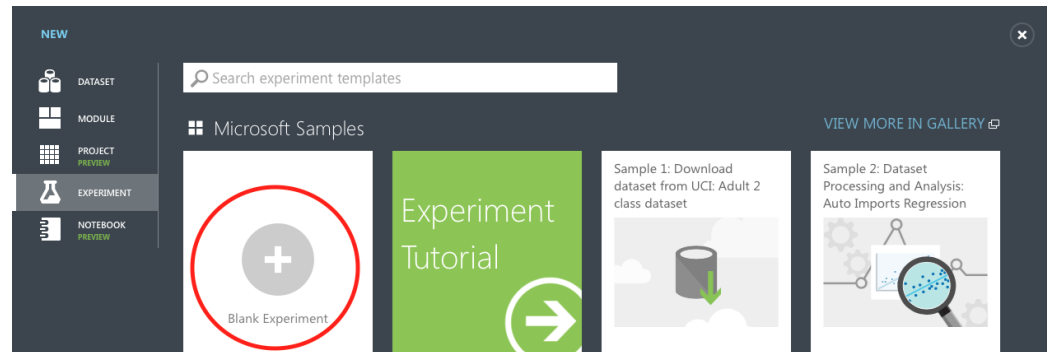 NEW
DATASET
MODULE
PROJECT
PREVIEW
EXPERIMENT
NOTEBOOK
PREVIEW
Search experiment templates
Microsoft Samples
VIEW MORE IN GALLERY
Blank Experiment
Experiment
Tutorial
Sample 1: Download
dataset from UCI: Adult 2
class dataset
Sample 2: Dataset
Processing and Analysis:
Auto Imports Regression